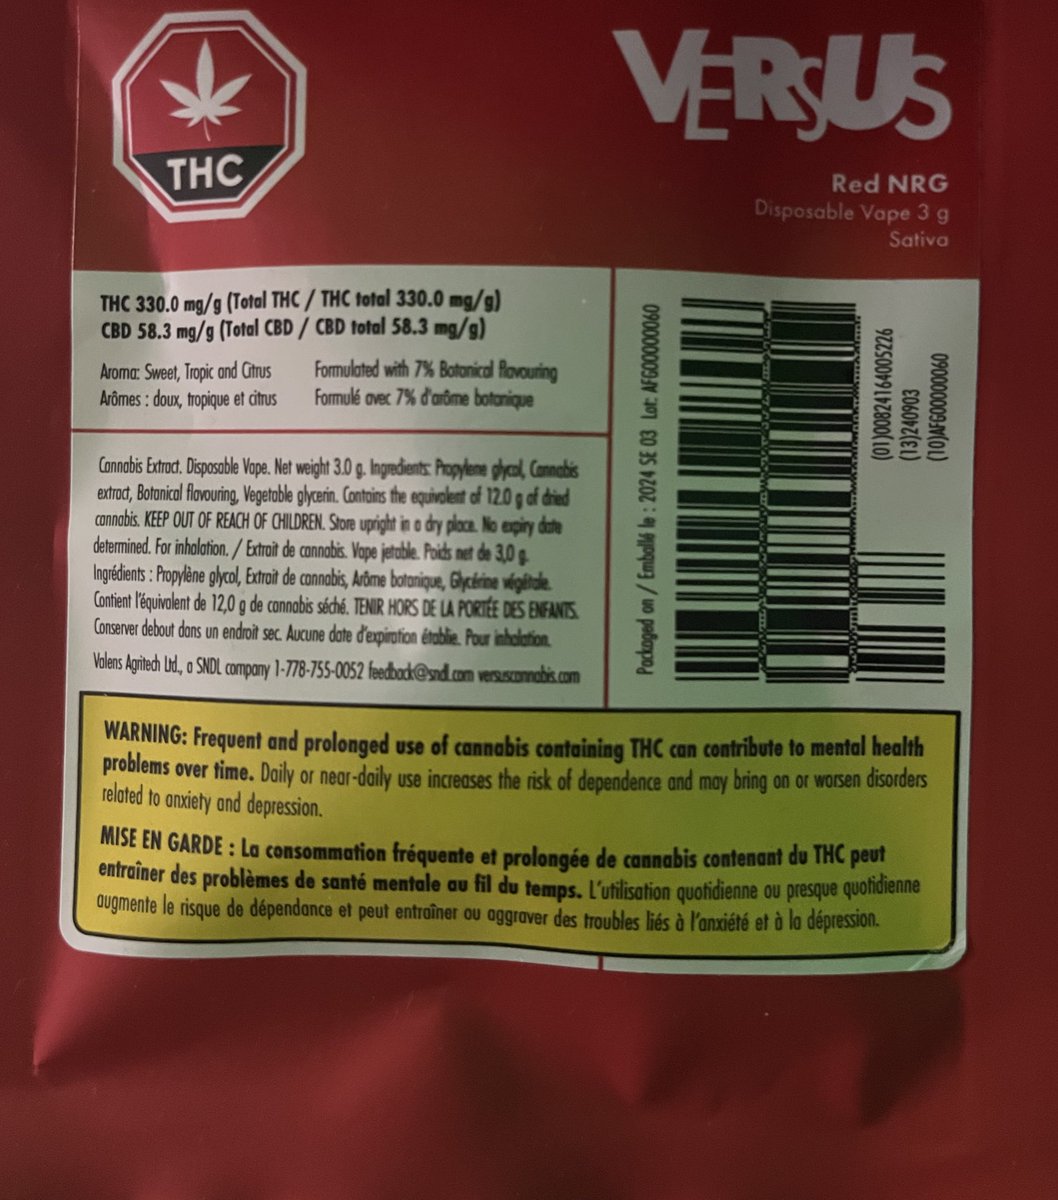 THC
VERSUS
Red NRG
Disposable Vape 3 g
Sativa
THC 330.0 mg/g (Total THC / THC total 330.0 mg/g)
CBD 58.3 mg/g (Total CBD / CBD total 58.3 mg/g)
Aroma: Sweet, Tropic and Citrus
Arômes : doux, tropique et citrus
Formulated with 7% Botanical flavouring
Formulé avec 7% d'arôme botanique
Cannabis Extract. Disposable Vape. Net weight 3.0 g. Ingredients: Propylene glycol, Cannabis
extract, Botanical flavouring, Vegetable glycerin. Contains the equivalent of 12.0 g of dried
cannabis. KEEP OUT OF REACH OF CHILDREN. Store upright in a dry place. No expiry date
determined. For inhalation. / Extrait de cannabis. Vape jetable. Poids net de 3,0 g.
Ingrédients : Propylène glycol, Extrait de cannabis, Arôme botanique, Glycérine végétale.
Contient l'équivalent de 12,0 g de cannabis séché. TENIR HORS DE LA PORTÉE DES ENFANTS.
Conserver debout dans un endroit sec. Aucune date d'expiration établie. Pour inhalation.
Valens Agritech Ltd., a SNDL company 1-778-755-0052 feedback@sndl.com versuscannabis.com
Packaged on / Emballé le : 2024 SE 03 Lot: AFG00000060
(01)00824164005226
(13)240903
(10)AFG00000060
WARNING: Frequent and prolonged use of cannabis containing THC can contribute to mental health
problems over time. Daily or near-daily use increases the risk of dependence and may bring on or worsen disorders
related to anxiety and depression.
MISE EN GARDE : La consommation fréquente et prolongée de cannabis contenant du THC peut
entraîner des problèmes de santé mentale au fil du temps. L'utilisation quotidienne ou presque quotidienne
augmente le risque de dépendance et peut entraîner ou aggraver des troubles liés à l'anxiété et à la dépression.